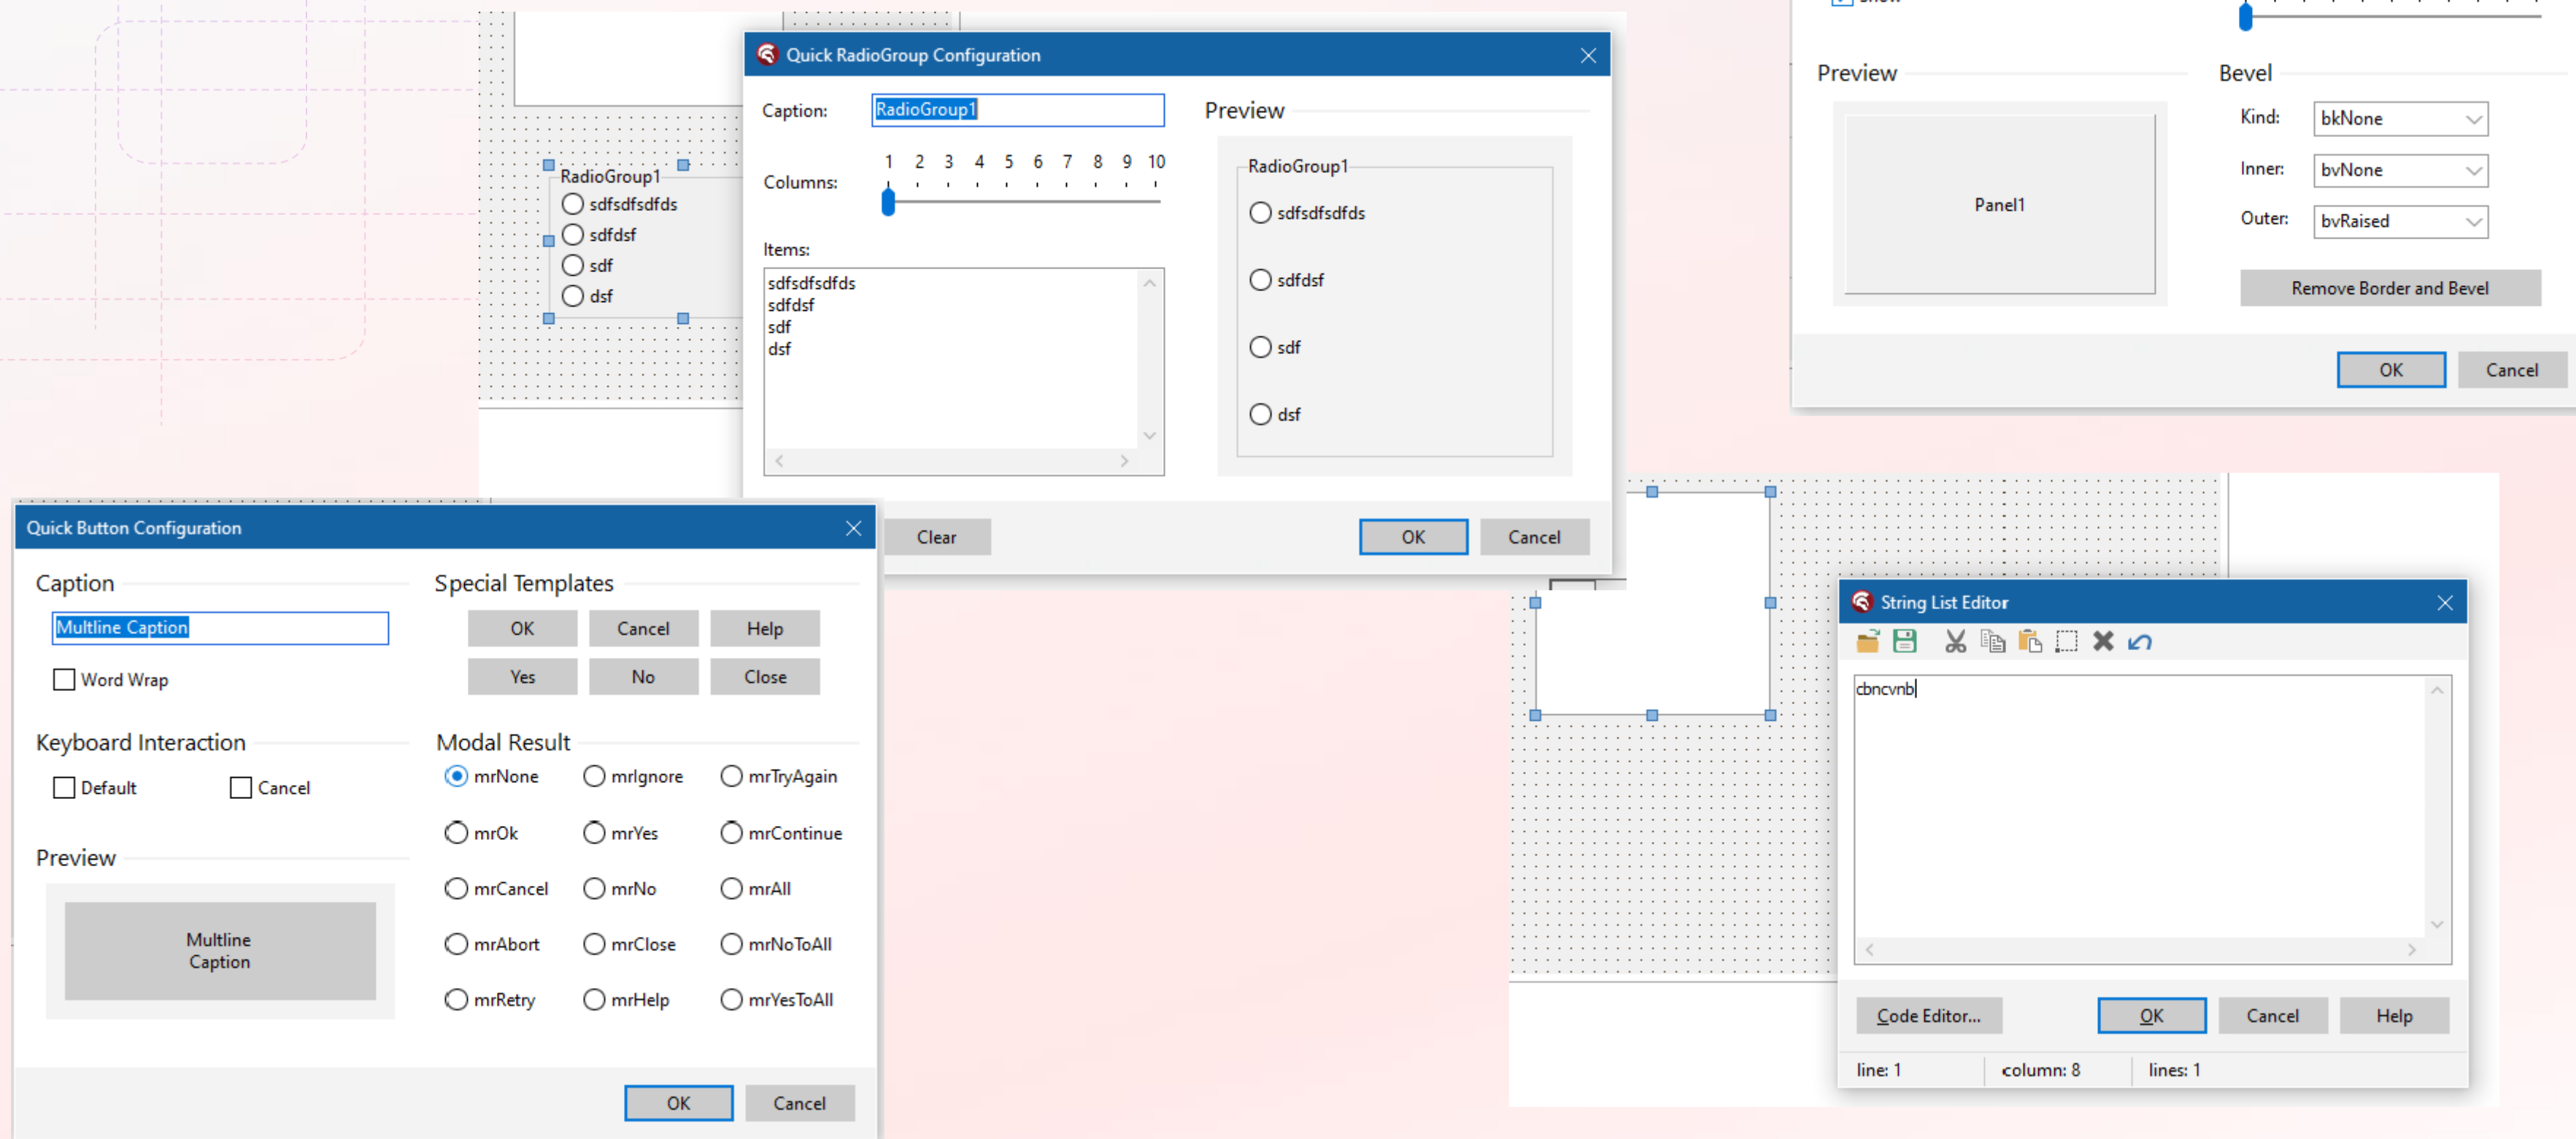 RadioGroup1
sdfsdfsdfds
sdfdsf
sdf
dsf
Quick RadioGroup Configuration
Caption:
RadioGroup1
Columns:
1 2 3 4 5 6 7 8 9 10
Items:
sdfsdfsdfds
sdfdsf
sdf
dsf
Preview
RadioGroup1
sdfsdfsdfds
sdfdsf
sdf
dsf
Clear
OK
Cancel
Preview
Panel1
Bevel
Kind:
bkNone
Inner:
bvNone
Outer:
bvRaised
Remove Border and Bevel
OK
Cancel
Quick Button Configuration
Caption
Multline Caption
Word Wrap
Keyboard Interaction
Default
Cancel
Preview
Multline
Caption
Special Templates
OK
Cancel
Help
Yes
No
Close
Modal Result
mrNone
mrIgnore
mrTryAgain
mrOk
mrYes
mrContinue
mrCancel
mrNo
mrAll
mrAbort
mrClose
mrNoToAll
mrRetry
mrHelp
mrYesToAll
OK
Cancel
String List Editor
cbncvnb
Code Editor...
OK
Cancel
Help
line: 1
column: 8
lines: 1